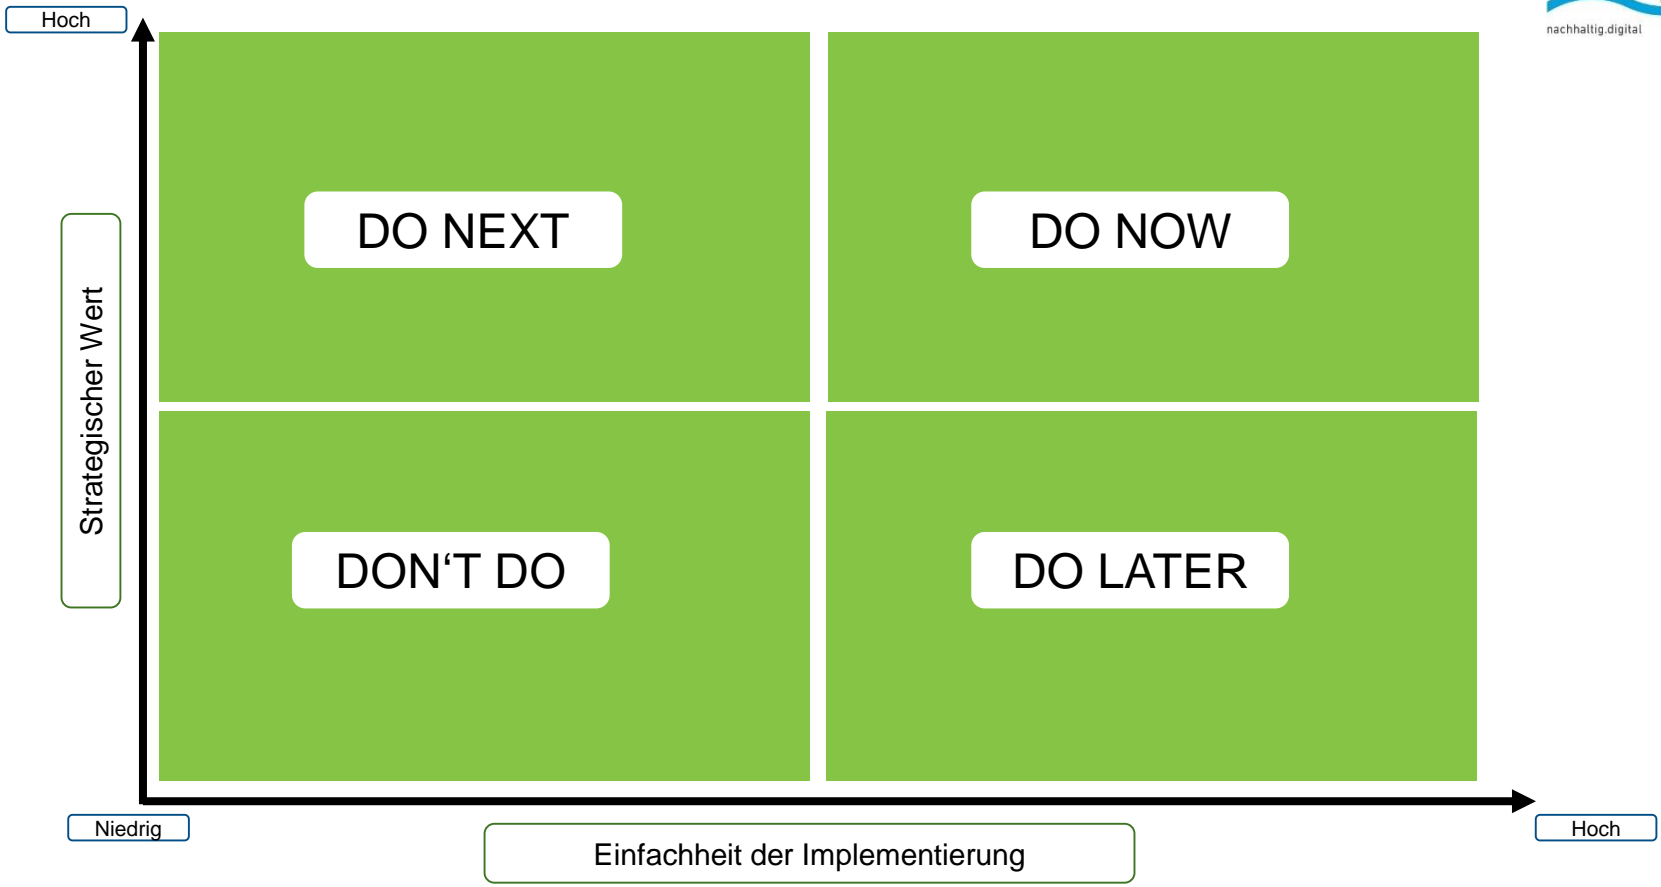 Hoch
nachhaltig.digital
DO NEXT
DO NOW
Strategischer Wert
DON‘T DO
DO LATER
Niedrig
Einfachheit der Implementierung
Hoch